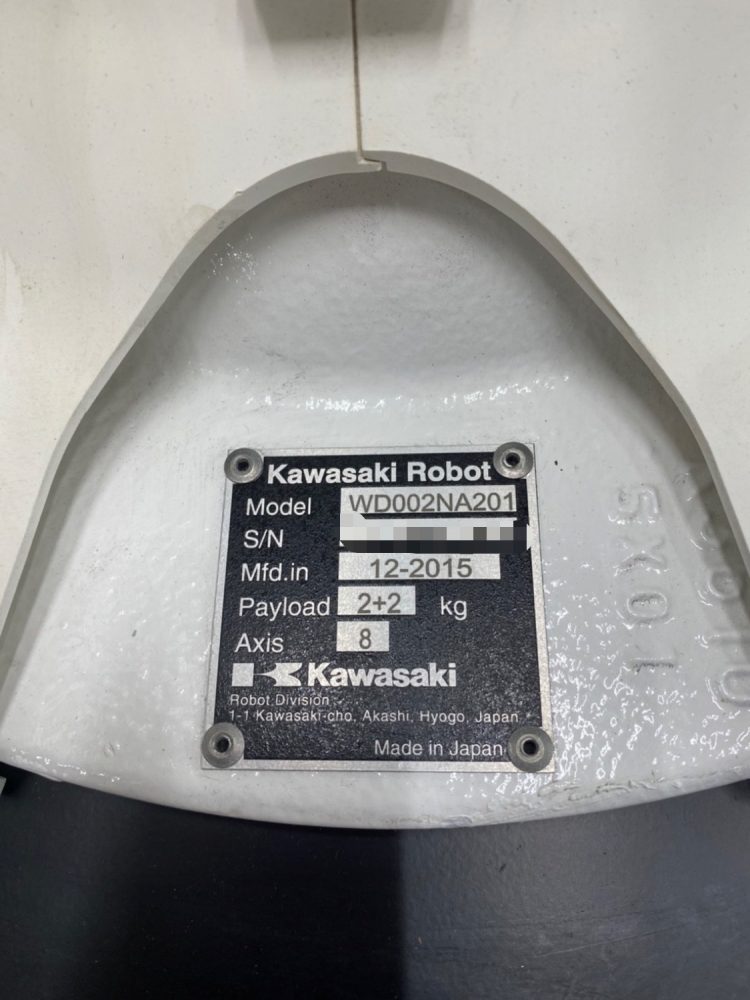 Kawasaki Robot
Model WD002NA201
S/N
Mfd.in 12-2015
Payload 2+2 kg
Axis 8
Kawasaki
Robot Division
1-1 Kawasaki-cho, Akashi, Hyogo, Japan
Made in Japan
5X01